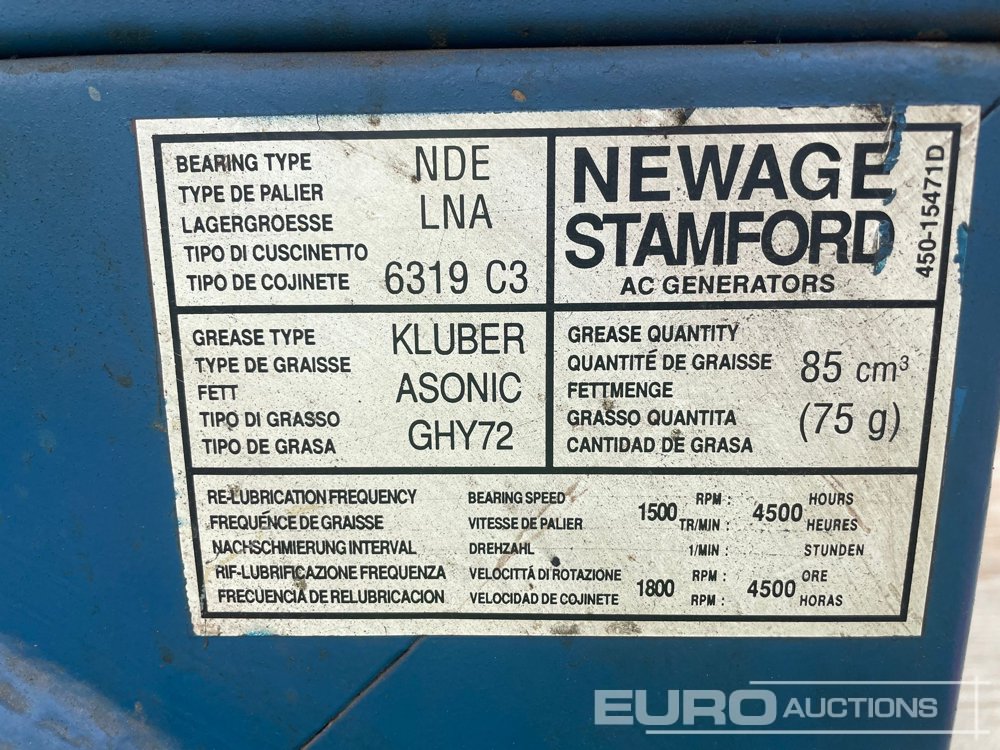 BEARING TYPE
TYPE DE PALIER
LAGERGROESSE
TIPO DI CUSCINETTO
TIPO DE COJINETE
NDE
LNA
6319 C3
NEWAGE
STAMFORD
AC GENERATORS
450-15471D
GREASE TYPE
TYPE DE GRAISSE
FETT
TIPO DI GRASSO
TIPO DE GRASA
KLUBER
ASONIC
GHY72
GREASE QUANTITY
QUANTITÉ DE GRAISSE
FETTMENGE
GRASSO QUANTITA
CANTIDAD DE GRASA
85 cm³
(75 g)
RE-LUBRICATION FREQUENCY
FREQUENCE DE GRAISSE
NACHSCHMIERUNG INTERVAL
RIF-LUBRIFICAZIONE FREQUENZA
FRECUENCIA DE RELUBRICACION
BEARING SPEED
VITESSE DE PALIER
DREHZAHL
VELOCITTÁ DI ROTAZIONE
VELOCIDAD DE COJINETE
1500 RPM : 4500 HOURS
TR/MIN : HEURES
1/MIN : STUNDEN
1800 RPM : 4500 ORE
RPM : HORAS
EURO AUCTIONS